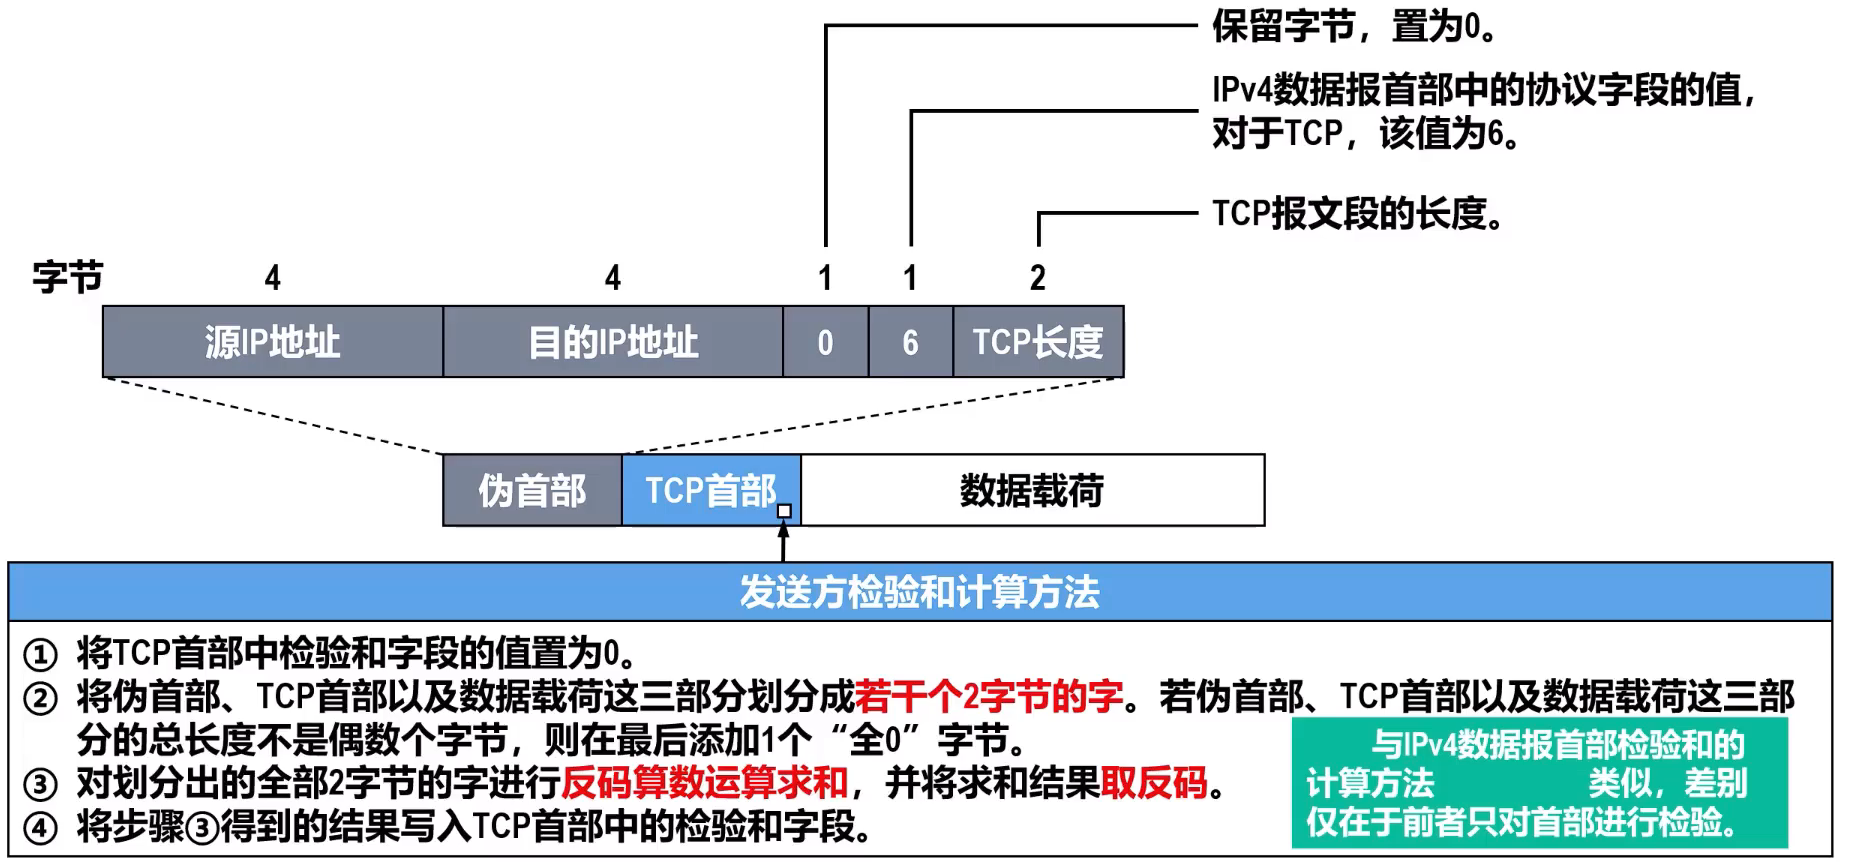 保留字节，置为0。
IPv4数据报首部中的协议字段的值，
对于TCP，该值为6。
TCP报文段的长度。
字节 4 4 1 1 2
源IP地址 目的IP地址 0 6 TCP长度
伪首部 TCP首部 数据载荷
发送方检验和计算方法
① 将TCP首部中检验和字段的值置为0。
② 将伪首部、TCP首部以及数据载荷这三部分划分成若干个2字节的字。若伪首部、TCP首部以及数据载荷这三部
分的总长度不是偶数个字节，则在最后添加1个“全0”字节。
③ 对划分出的全部2字节的字进行反码算数运算求和，并将求和结果取反码。
④ 将步骤③得到的结果写入TCP首部中的检验和字段。
与IPv4数据报首部检验和的
计算方法 类似，差别
仅在于前者只对首部进行检验。